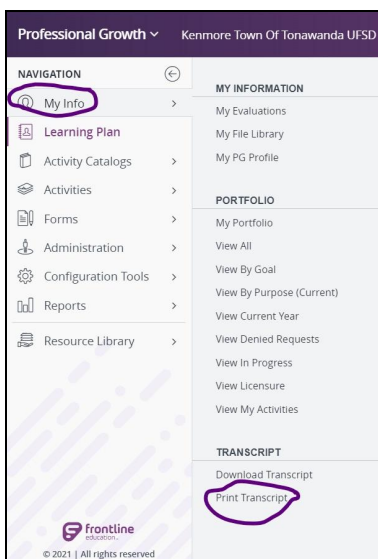 Professional Growth Kenmore Town Of Tonawanda UFSD
NAVIGATION
My Info
Learning Plan
Activity Catalogs
Activities
Forms
Administration
Configuration Tools
Reports
Resource Library
MY INFORMATION
My Evaluations
My File Library
My PG Profile
PORTFOLIO
My Portfolio
View All
View By Goal
View By Purpose (Current)
View Current Year
View Denied Requests
View In Progress
View Licensure
View My Activities
TRANSCRIPT
Download Transcript
Print Transcript
frontline
education.
© 2021 | All rights reserved